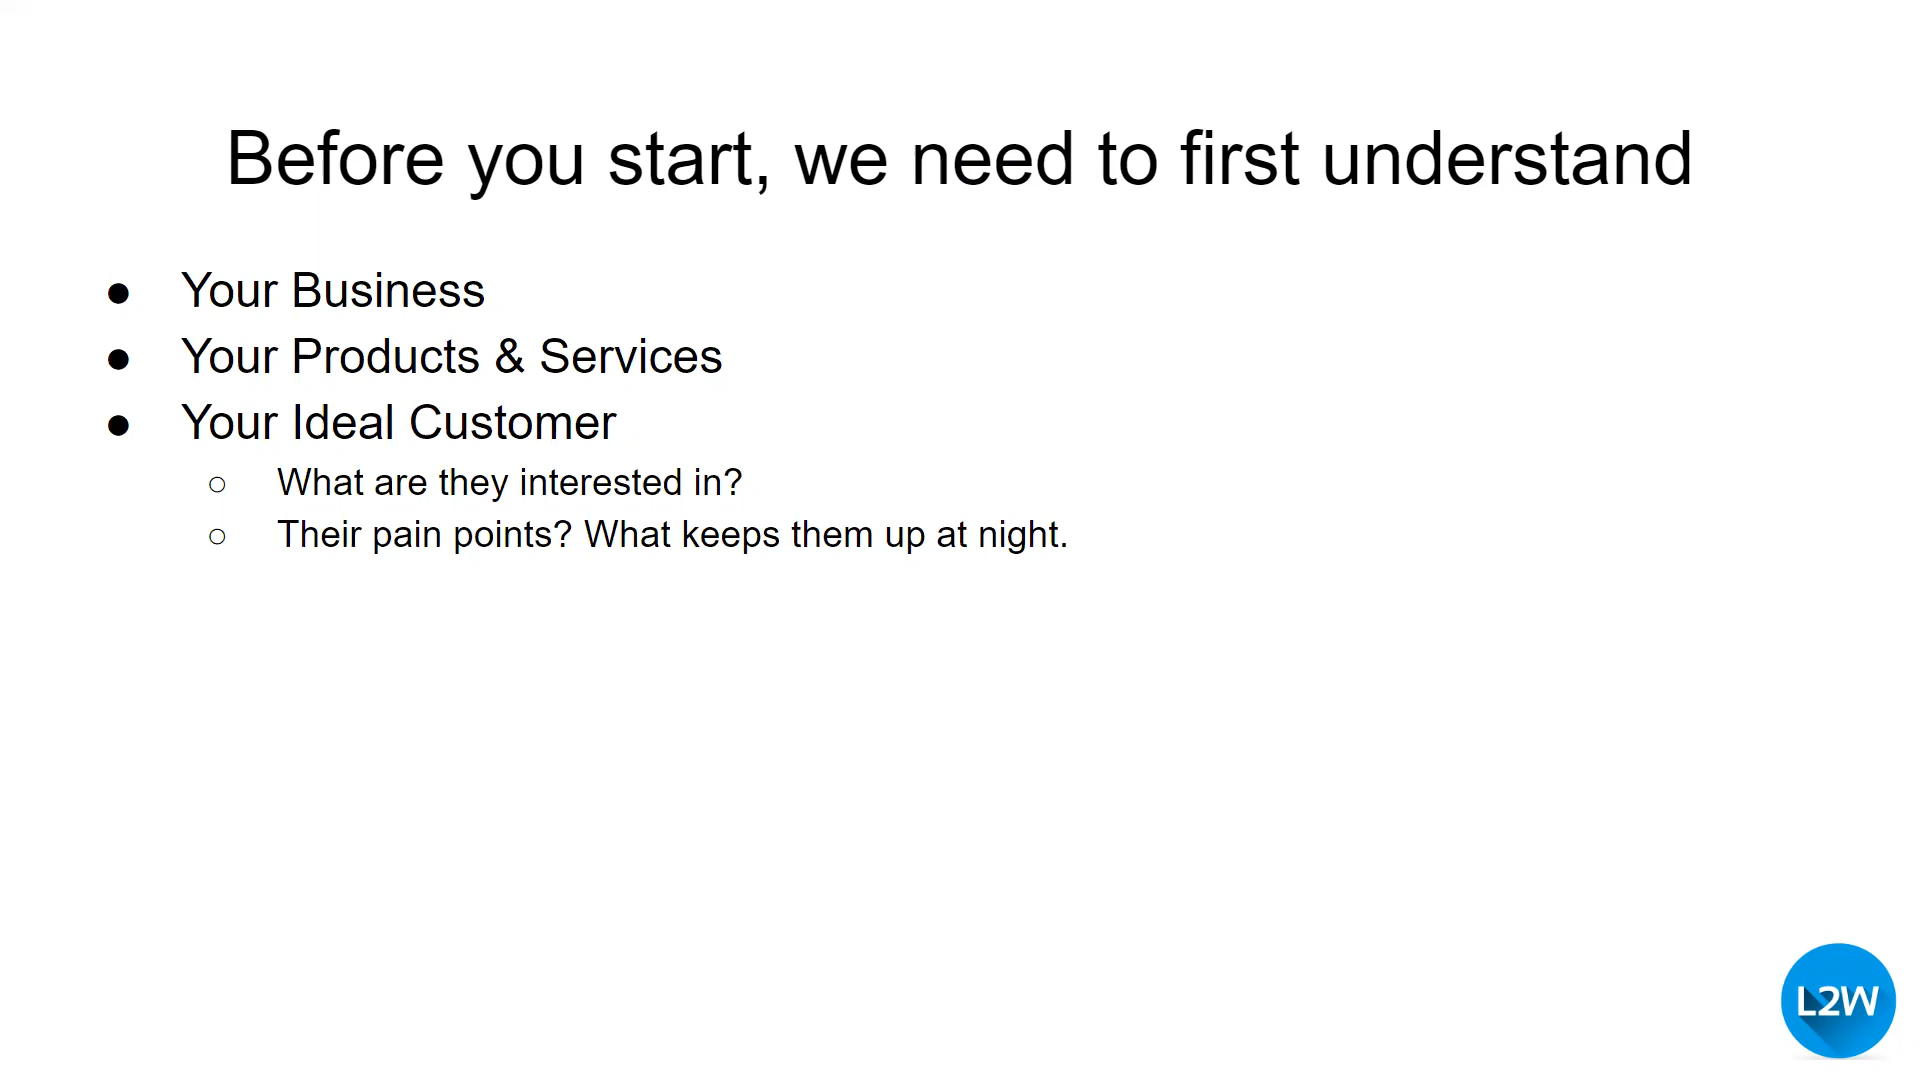 Before you start, we need to first understand
● Your Business
● Your Products & Services
● Your Ideal Customer
○ What are they interested in?
○ Their pain points? What keeps them up at night.
L2W